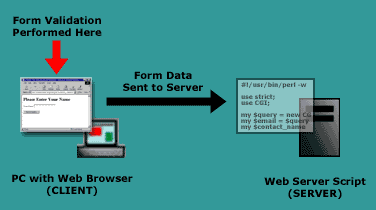 Form Validation
Performed Here
Please Enter Your Name
Form Data
Sent to Server
#!/usr/bin/perl -w
use strict;
use CGI;
my $query = new CG
my $email = $query
my $contact_name
PC with Web Browser
(CLIENT)
Web Server Script
(SERVER)